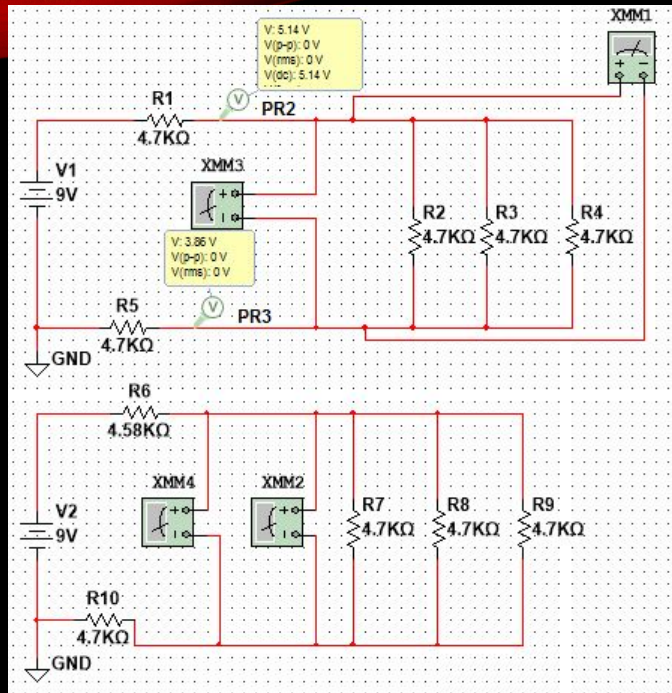 XMM1
V: 5.14 V
V(p-p): 0 V
V(rms): 0 V
V(dc): 5.14 V
R1
V
PR2
4.7KΩ
XMM3
V1
9V
R2
R3
R4
4.7KΩ
4.7KΩ
4.7KΩ
V: 3.86 V
V(p-p): 0 V
V(rms): 0 V
V
R5
PR3
4.7KΩ
GND
R6
4.58KΩ
XMM4
XMM2
R7
R8
R9
V2
9V
4.7KΩ
4.7KΩ
4.7KΩ
R10
4.7KΩ
GND